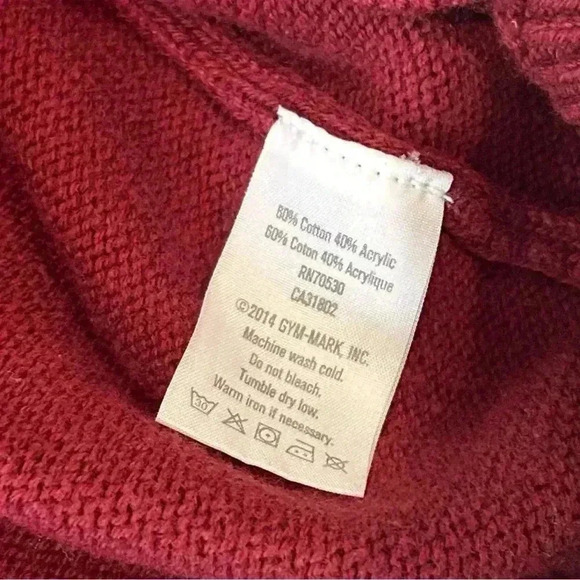 60% Cotton 40% Acrylic
60% Coton 40% Acrylique
RN70530
CA31802
©2014 GYM-MARK, INC.
Machine wash cold.
Do not bleach.
Tumble dry low.
Warm iron if necessary.
30